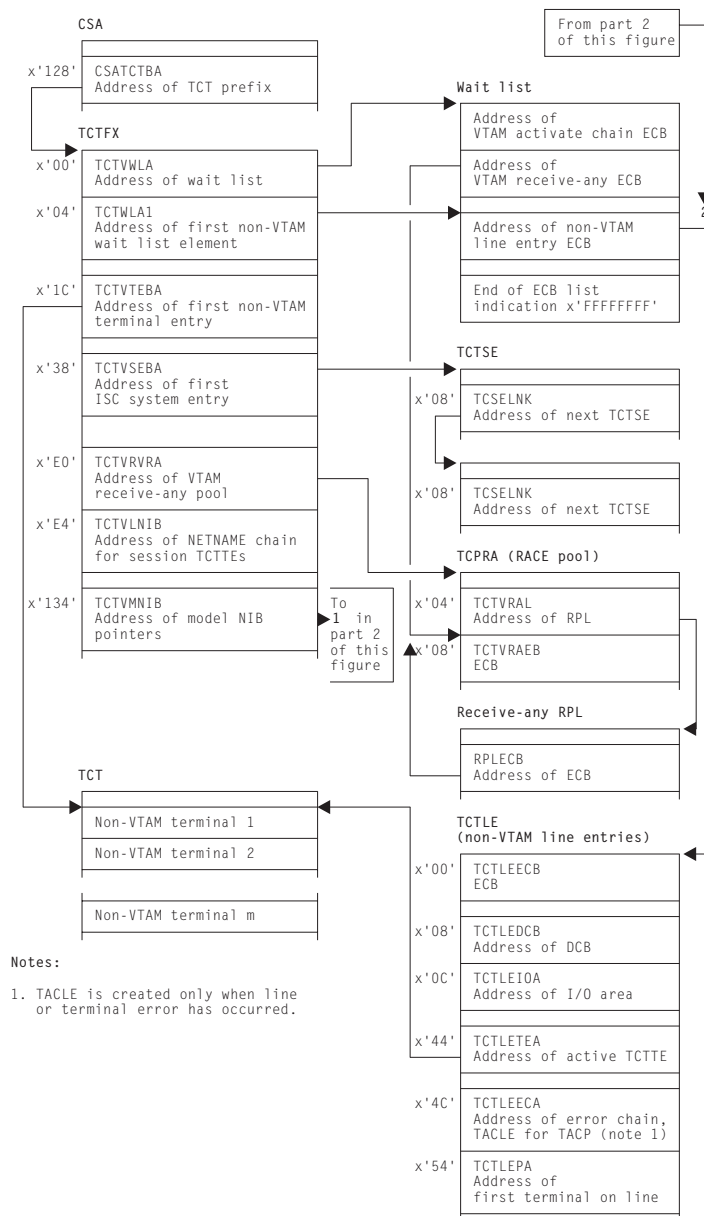 CSA
x'128'
CSATCTBA
Address of TCT prefix
TCTFX
x'00'
TCTVWLA
Address of wait list
x'04'
TCTWLA1
Address of first non-VTAM
wait list element
x'1C'
TCTVTEBA
Address of first non-VTAM
terminal entry
x'38'
TCTVSEBA
Address of first
ISC system entry
x'E0'
TCTVRVRA
Address of VTAM
receive-any pool
x'E4'
TCTVLNIB
Address of NETNAME chain
for session TCTTEs
x'134'
TCTVMNIB
Address of model NIB
pointers
To
1 in
part 2
of this
figure
TCT
Non-VTAM terminal 1
Non-VTAM terminal 2
Non-VTAM terminal m
Notes:
1. TACLE is created only when line
or terminal error has occurred.
From part 2
of this figure
Wait list
Address of
VTAM activate chain ECB
Address of
VTAM receive-any ECB
Address of non-VTAM
line entry ECB
2
End of ECB list
indication x'FFFFFFFF'
TCTSE
x'08'
TCSELNK
Address of next TCTSE
x'08'
TCSELNK
Address of next TCTSE
TCPRA (RACE pool)
x'04'
TCTVRAL
Address of RPL
x'08'
TCTVRAEB
ECB
Receive-any RPL
RPLECB
Address of ECB
TCTLE
(non-VTAM line entries)
x'00'
TCTLEECB
ECB
x'08'
TCTLEDCB
Address of DCB
x'0C'
TCTLEIOA
Address of I/O area
x'44'
TCTLETEA
Address of active TCTTE
x'4C'
TCTLEECA
Address of error chain,
TACLE for TACP (note 1)
x'54'
TCTLEPA
Address of
first terminal on line